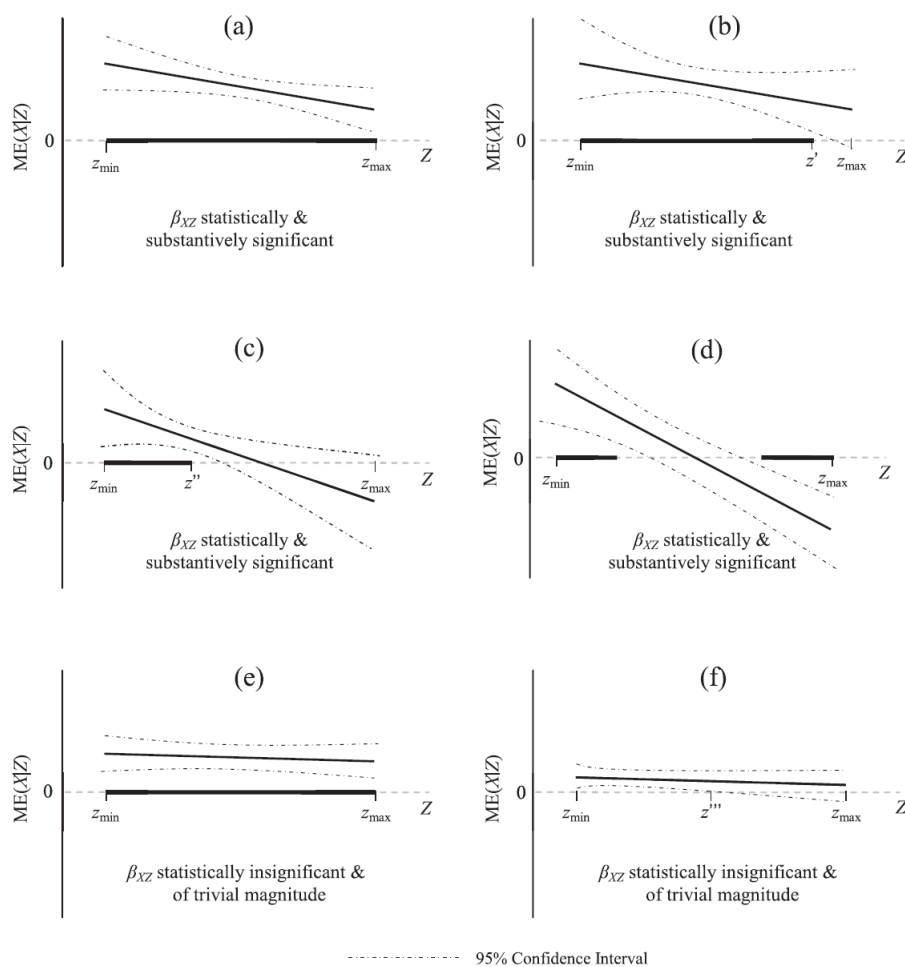 (a)
ME(X|Z)
0
z_min
z_max
Z
β_XZ statistically &
substantively significant
(b)
ME(X|Z)
0
z_min
z'
z_max
Z
β_XZ statistically &
substantively significant
(c)
ME(X|Z)
0
z_min
z''
z_max
Z
β_XZ statistically &
substantively significant
(d)
ME(X|Z)
0
z_min
z_max
Z
β_XZ statistically &
substantively significant
(e)
ME(X|Z)
0
z_min
z_max
Z
β_XZ statistically insignificant &
of trivial magnitude
(f)
ME(X|Z)
0
z_min
z'''
z_max
Z
β_XZ statistically insignificant &
of trivial magnitude
95% Confidence Interval